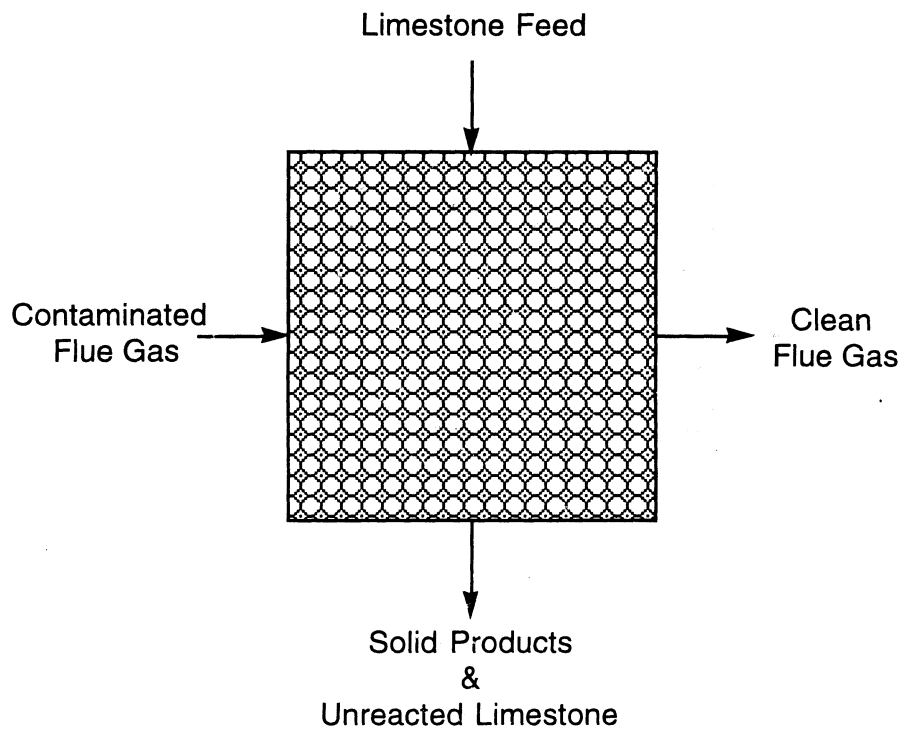 Limestone Feed
Contaminated
Flue Gas
Clean
Flue Gas
Solid Products
&
Unreacted Limestone